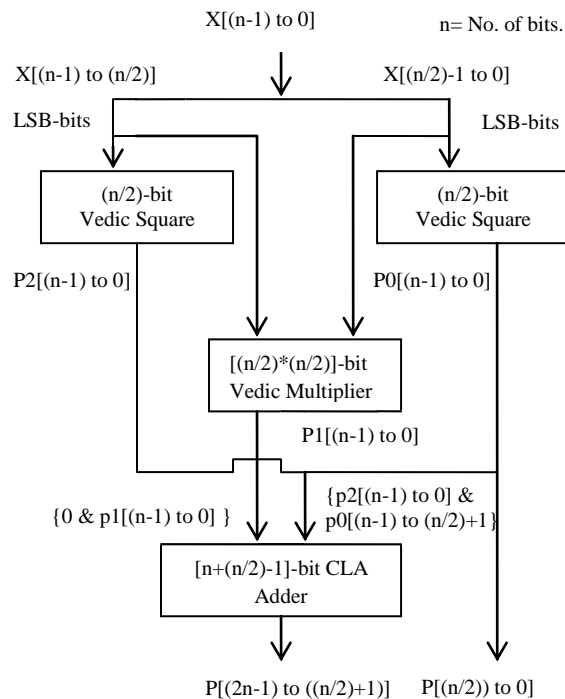 X[(n-1) to 0]
n= No. of bits.
X[(n-1) to (n/2)]
X[(n/2)-1 to 0]
LSB-bits
LSB-bits
(n/2)-bit
Vedic Square
(n/2)-bit
Vedic Square
P2[(n-1) to 0]
P0[(n-1) to 0]
[(n/2)*(n/2)]-bit
Vedic Multiplier
P1[(n-1) to 0]
{0 & p1[(n-1) to 0] }
{p2[(n-1) to 0] &
p0[(n-1) to (n/2)+1}
[n+(n/2)-1]-bit CLA
Adder
P[(2n-1) to ((n/2)+1)]
P[(n/2)) to 0]